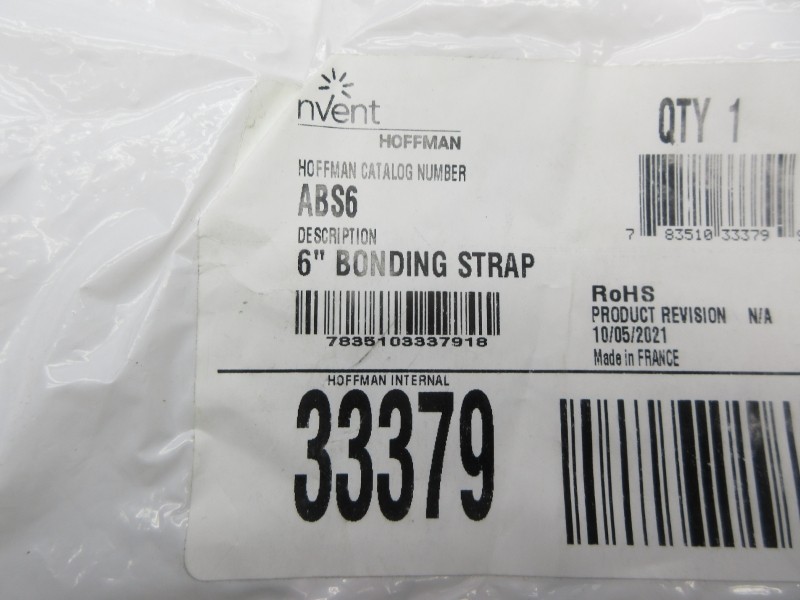 nVent
HOFFMAN
HOFFMAN CATALOG NUMBER
ABS6
DESCRIPTION
6" BONDING STRAP
7835103337918
QTY 1
7 83510 33379
RoHS
PRODUCT REVISION N/A
10/05/2021
Made in FRANCE
HOFFMAN INTERNAL
33379